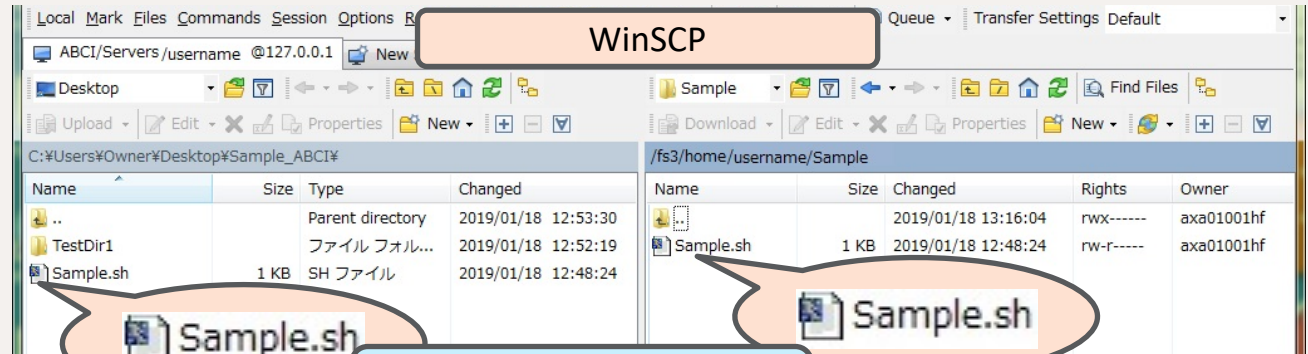 Local Mark Files Commands Session Options R
WinSCP
Queue Transfer Settings Default
ABCI/Servers/username @127.0.0.1 New
Desktop
Upload Edit Properties New
C:¥Users¥Owner¥Desktop¥Sample_ABCI¥
Name Size Type Changed
.. Parent directory 2019/01/18 12:53:30
TestDir1 ファイル フォル... 2019/01/18 12:52:19
Sample.sh 1 KB SH ファイル 2019/01/18 12:48:24
Sample.sh
Sample Find Files
Download Edit Properties New
/fs3/home/username/Sample
Name Size Changed Rights Owner
.. 2019/01/18 13:16:04 rwx------ axa01001hf
Sample.sh 1 KB 2019/01/18 12:48:24 rw-r----- axa01001hf
Sample.sh